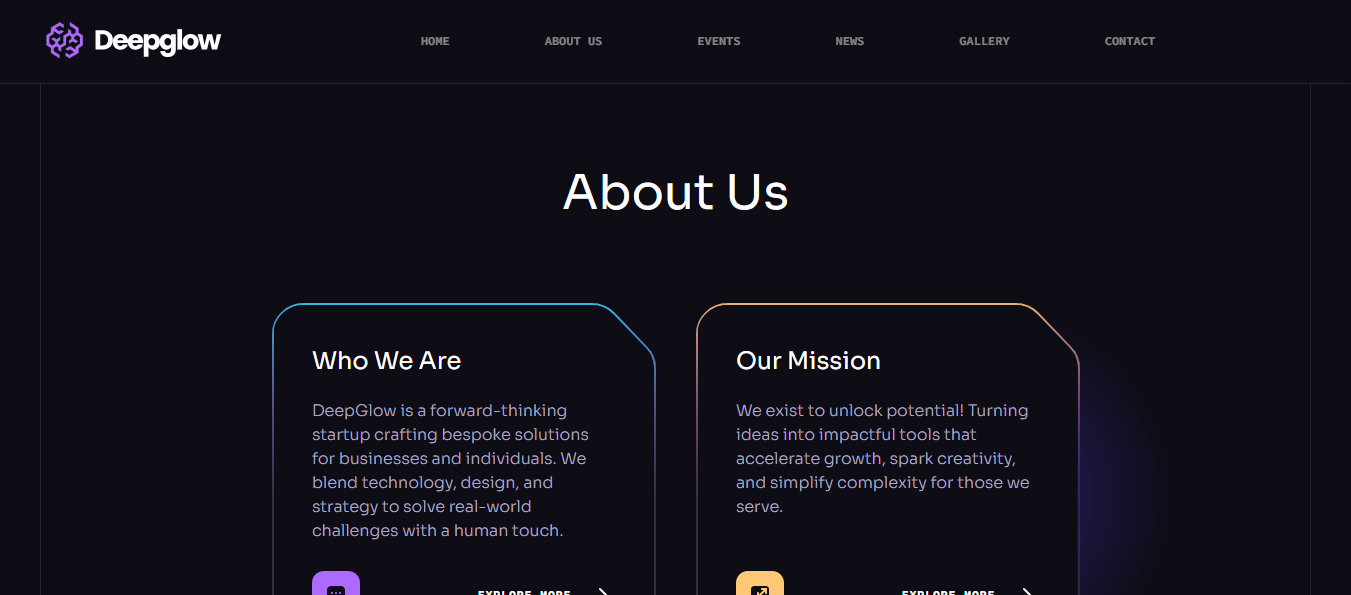 Deepglow
HOME ABOUT US EVENTS NEWS GALLERY CONTACT
About Us
Who We Are
DeepGlow is a forward-thinking
startup crafting bespoke solutions
for businesses and individuals. We
blend technology, design, and
strategy to solve real-world
challenges with a human touch.
EXPLORE MORE
Our Mission
We exist to unlock potential! Turning
ideas into impactful tools that
accelerate growth, spark creativity,
and simplify complexity for those we
serve.
EXPLORE MORE